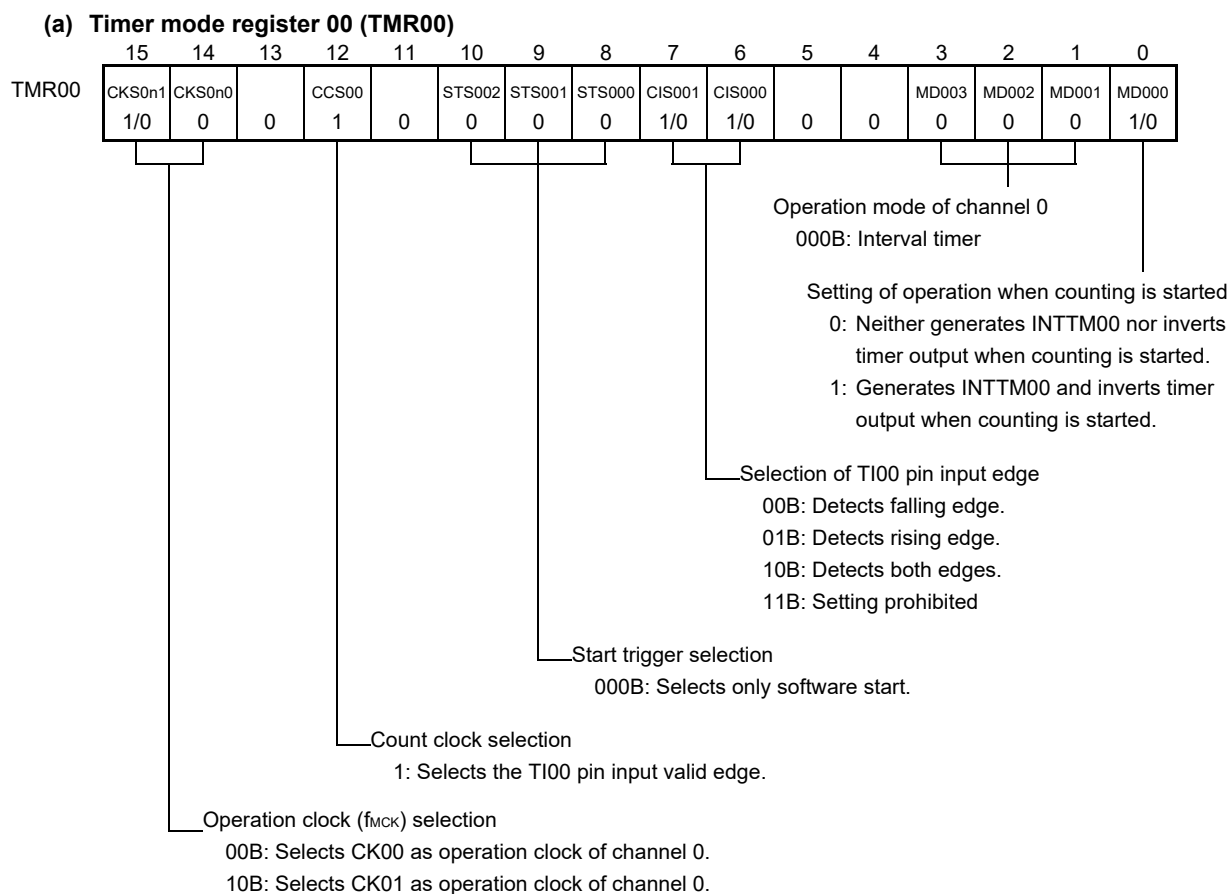 (a) Timer mode register 00 (TMR00)
15 14 13 12 11 10 9 8 7 6 5 4 3 2 1 0
TMR00 CKS0n1 CKS0n0 CCS00 STS002 STS001 STS000 CIS001 CIS000 MD003 MD002 MD001 MD000
1/0 0 0 1 0 0 0 0 1/0 1/0 0 0 0 0 0 1/0
Operation mode of channel 0
000B: Interval timer
Setting of operation when counting is started
0: Neither generates INTTM00 nor inverts
timer output when counting is started.
1: Generates INTTM00 and inverts timer
output when counting is started.
Selection of TI00 pin input edge
00B: Detects falling edge.
01B: Detects rising edge.
10B: Detects both edges.
11B: Setting prohibited
Start trigger selection
000B: Selects only software start.
Count clock selection
1: Selects the TI00 pin input valid edge.
Operation clock (fMCK) selection
00B: Selects CK00 as operation clock of channel 0.
10B: Selects CK01 as operation clock of channel 0.